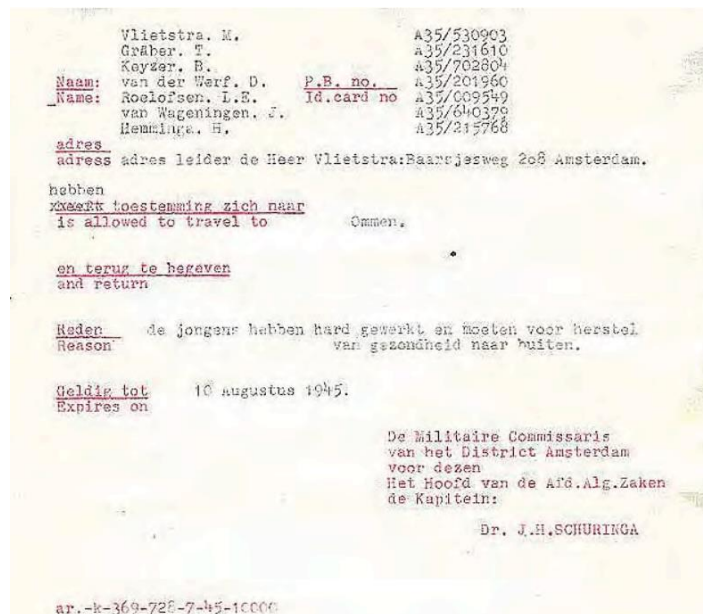 Vlietstra. M. A35/530903
Gräber. T. A35/231610
Keyzer. B. A35/702804
Naam: van der Werf. D. P.B. no. A35/201960
Name: Roelofsen. L.E. Id.card no A35/009549
van Wageningen. J. A35/640379
Hemminga. H. A35/215768
adres
adress adres leider de Heer Vlietstra:Baarsjesweg 2o8 Amsterdam.
hebben
toestemming zich naar
is allowed to travel to Ommen.
en terug te begeven
and return
Reden de jongens hebben hard gewerkt en moeten voor herstel
Reason van gezondheid naar buiten.
Geldig tot 10 Augustus 1945.
Expires on
De Militaire Commissaris
van het District Amsterdam
voor dezen
Het Hoofd van de Afd.Alg.Zaken
de Kapitein:
Dr. J.H.SCHURINGA
ar.-k-369-728-7-45-10000